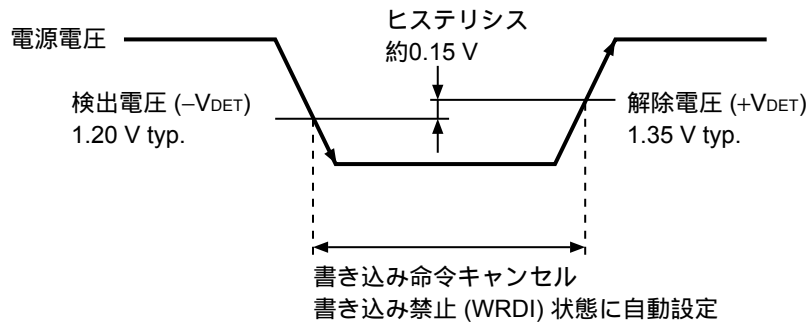 ヒステリシス
約0.15 V
電源電圧
検出電圧 (−VDET)
1.20 V typ.
解除電圧 (+VDET)
1.35 V typ.
書き込み命令キャンセル
書き込み禁止 (WRDI) 状態に自動設定